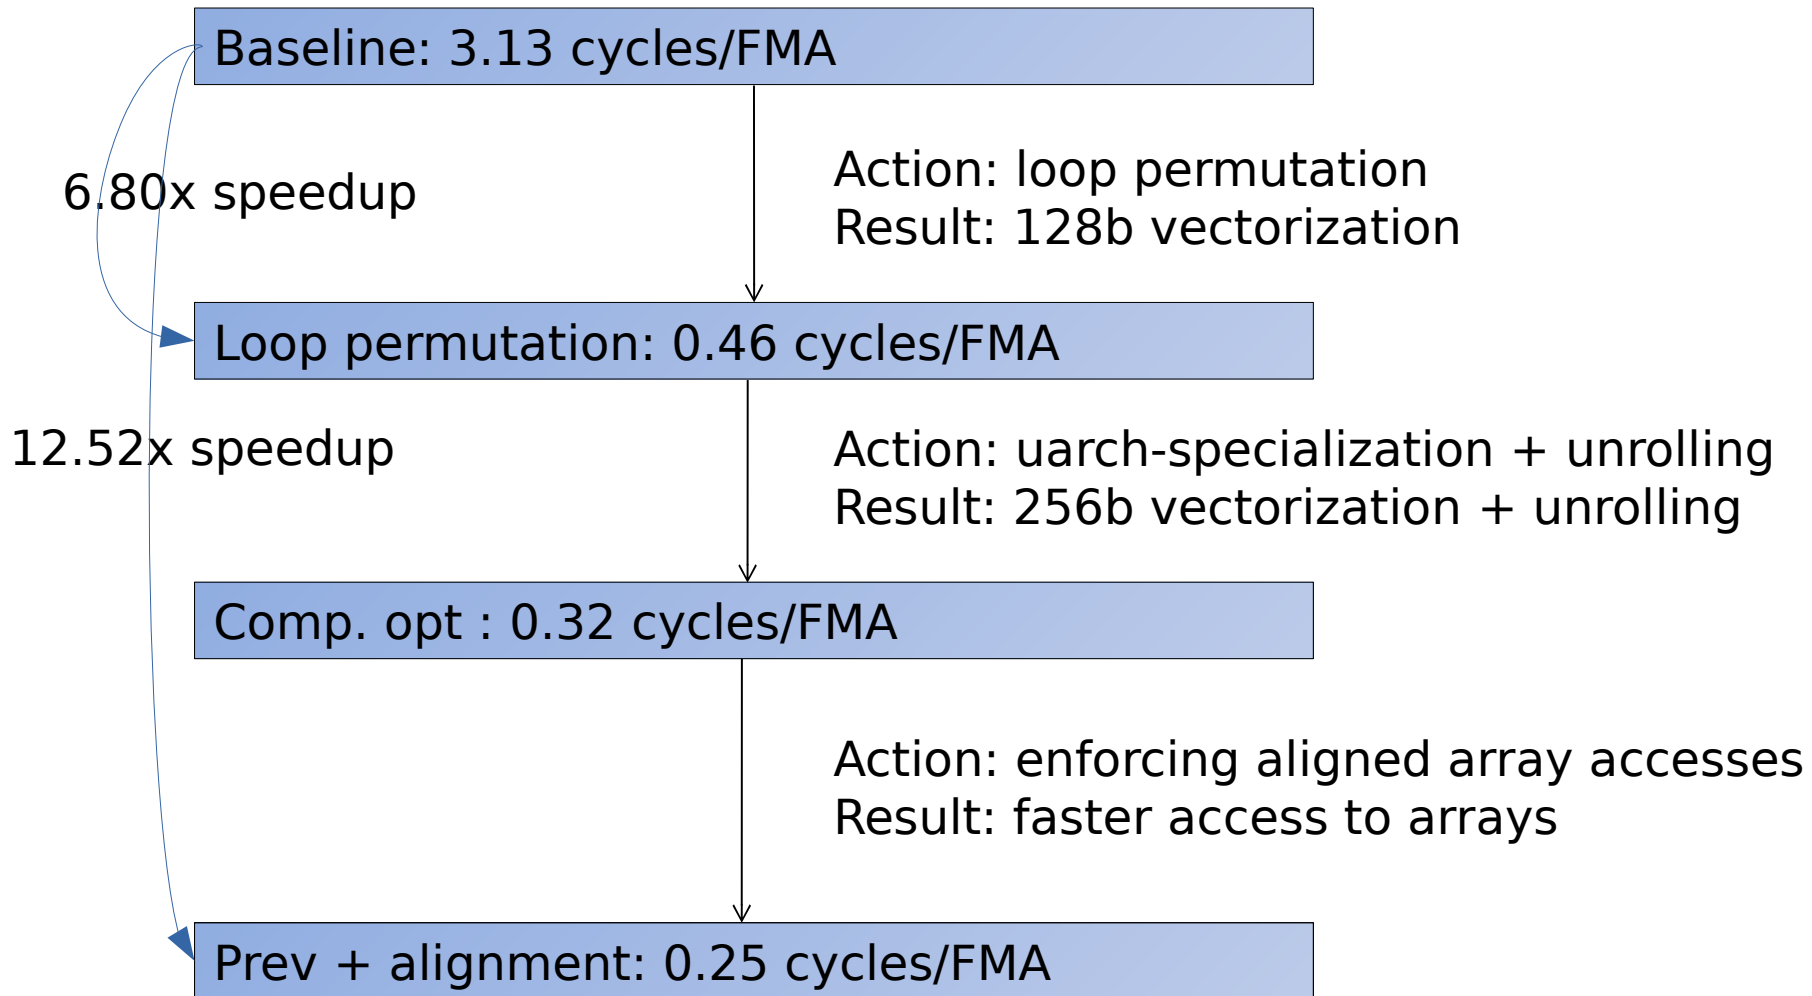 Baseline: 3.13 cycles/FMA
Action: loop permutation
6.80x speedup
Result: 128b vectorization
Loop permutation: 0.46 cycles/FMA
12.52x speedup
Action: uarch-specialization + unrolling
Result: 256b vectorization + unrolling
Comp. opt : 0.32 cycles/FMA
Action: enforcing aligned array accesses
Result: faster access to arrays
Prev + alignment: 0.25 cycles/FMA